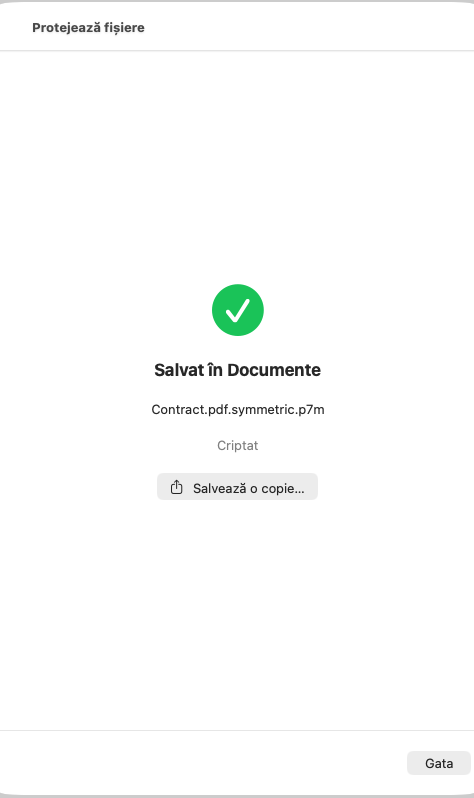 Protejează fișiere
Salvat în Documente
Contract.pdf.symmetric.p7m
Criptat
Salvează o copie...
Gata